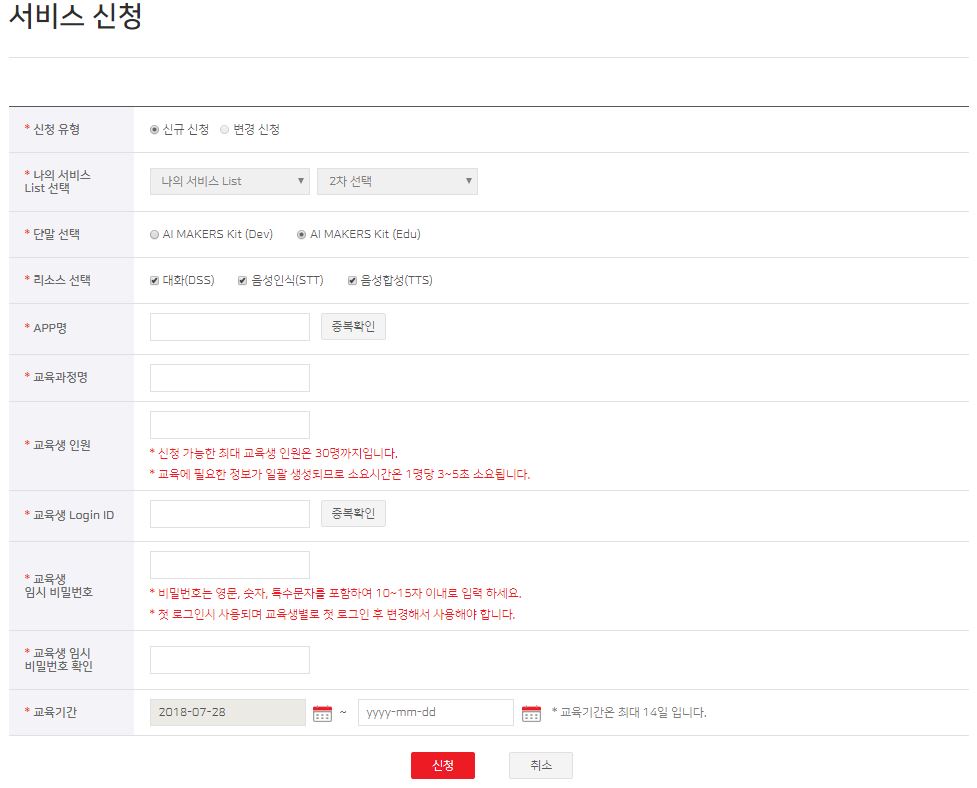 서비스 신청
* 신청 유형
신규 신청 변경 신청
* 나의 서비스
List 선택
나의 서비스 List 2차 선택
* 단말 선택
AI MAKERS Kit (Dev) AI MAKERS Kit (Edu)
* 리소스 선택
대화(DSS) 음성인식(STT) 음성합성(TTS)
* APP명
중복확인
* 교육과정명
* 교육생 인원
* 신청 가능한 최대 교육생 인원은 30명까지입니다.
* 교육에 필요한 정보가 일괄 생성되므로 소요시간은 1명당 3~5초 소요됩니다.
* 교육생 Login ID
중복확인
* 교육생
임시 비밀번호
* 비밀번호는 영문, 숫자, 특수문자를 포함하여 10~15자 이내로 입력 하세요.
* 첫 로그인시 사용되며 교육생별로 첫 로그인 후 변경해서 사용해야 합니다.
* 교육생 임시
비밀번호 확인
* 교육기간
2018-07-28 ~ yyyy-mm-dd * 교육기간은 최대 14일 입니다.
신청 취소